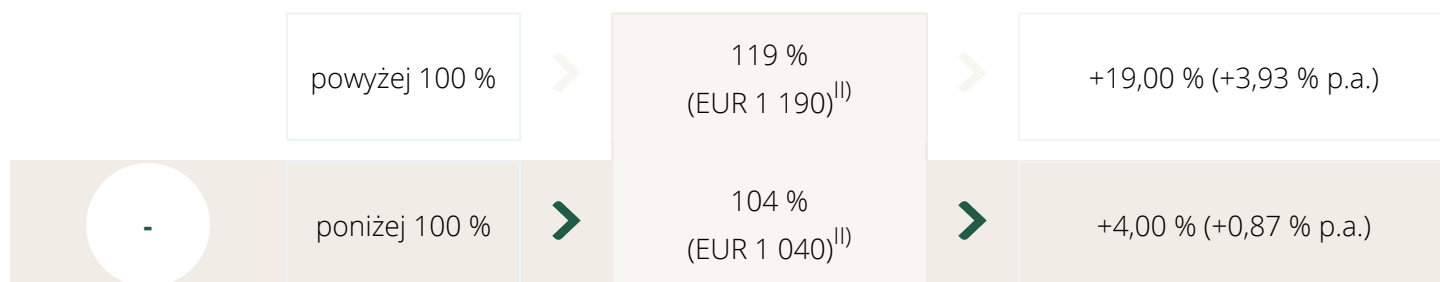 powyżej 100 %
119 %
(EUR 1 190)II)
+19,00 % (+3,93 % p.a.)
-
poniżej 100 %
104 %
(EUR 1 040)II)
+4,00 % (+0,87 % p.a.)